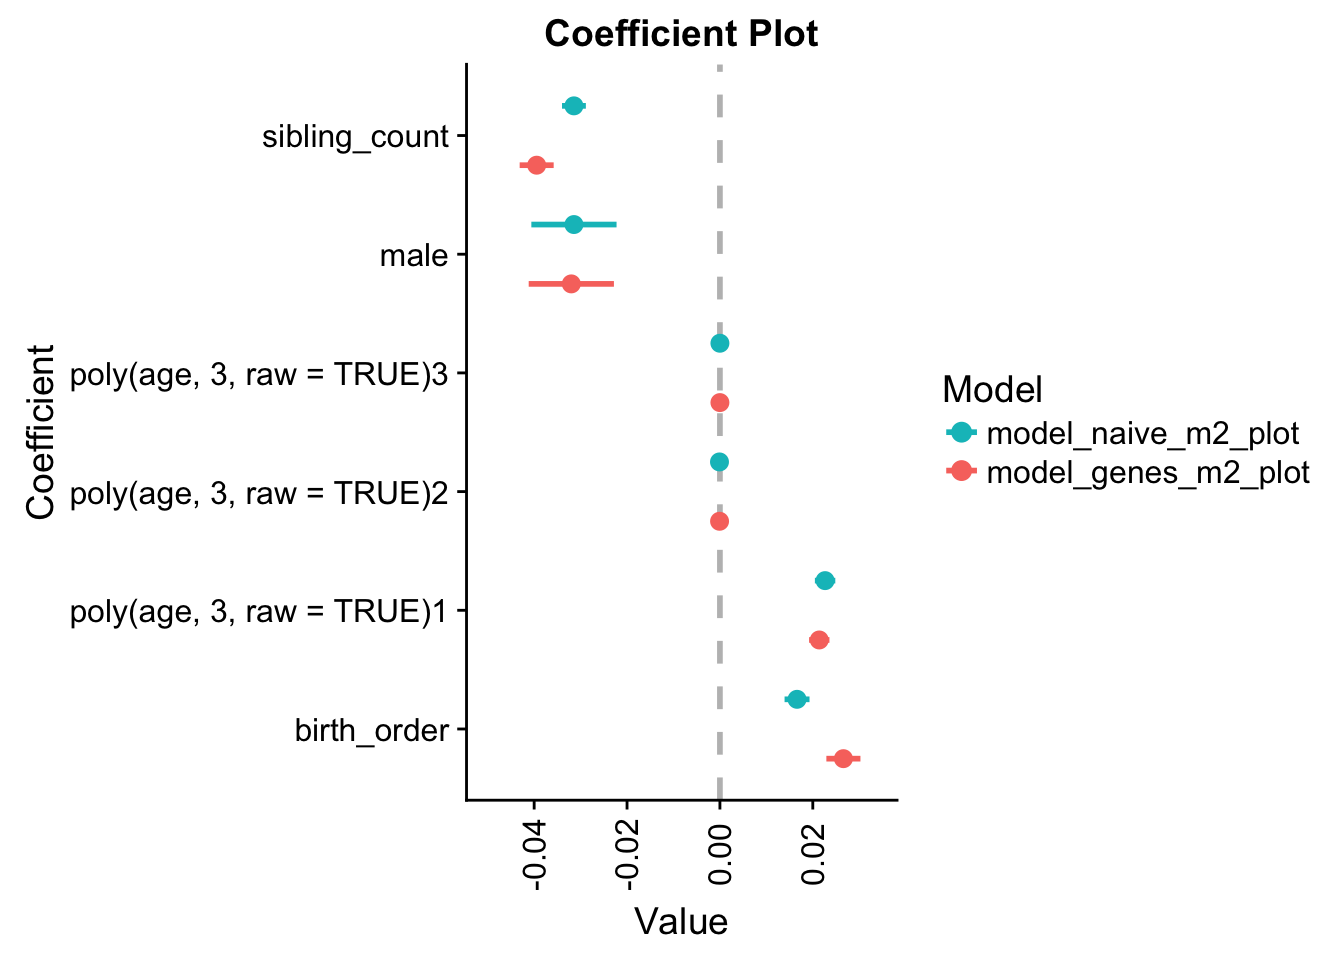 Coefficient Plot
Coefficient
sibling_count
male
poly(age, 3, raw = TRUE)3
poly(age, 3, raw = TRUE)2
poly(age, 3, raw = TRUE)1
birth_order
-0.04
-0.02
0.00
0.02
Value
Model
model_naive_m2_plot
model_genes_m2_plot